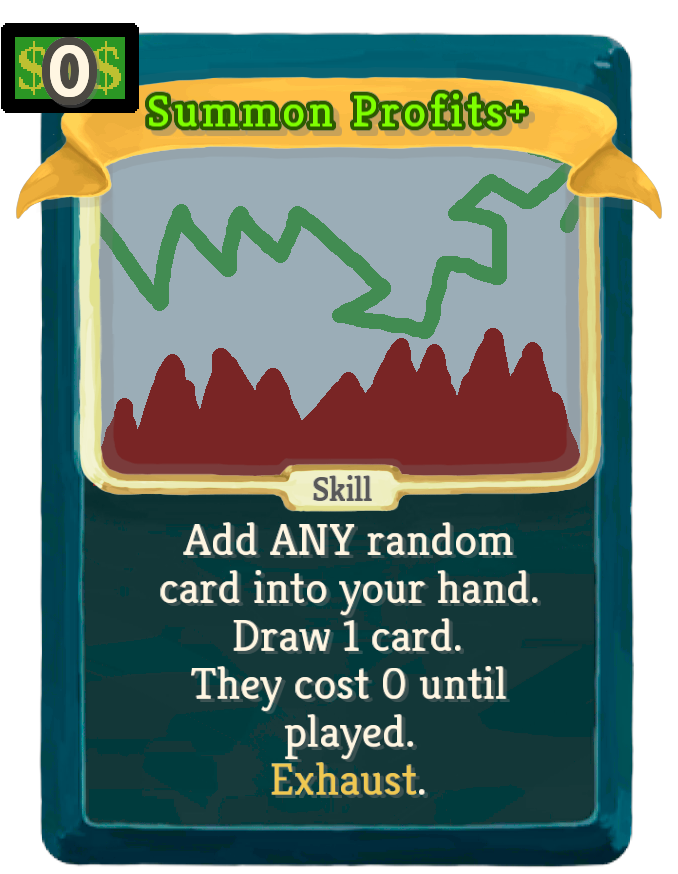 $0$
Summon Profits+
Skill
Add ANY random
card into your hand.
Draw 1 card.
They cost 0 until
played.
Exhaust.